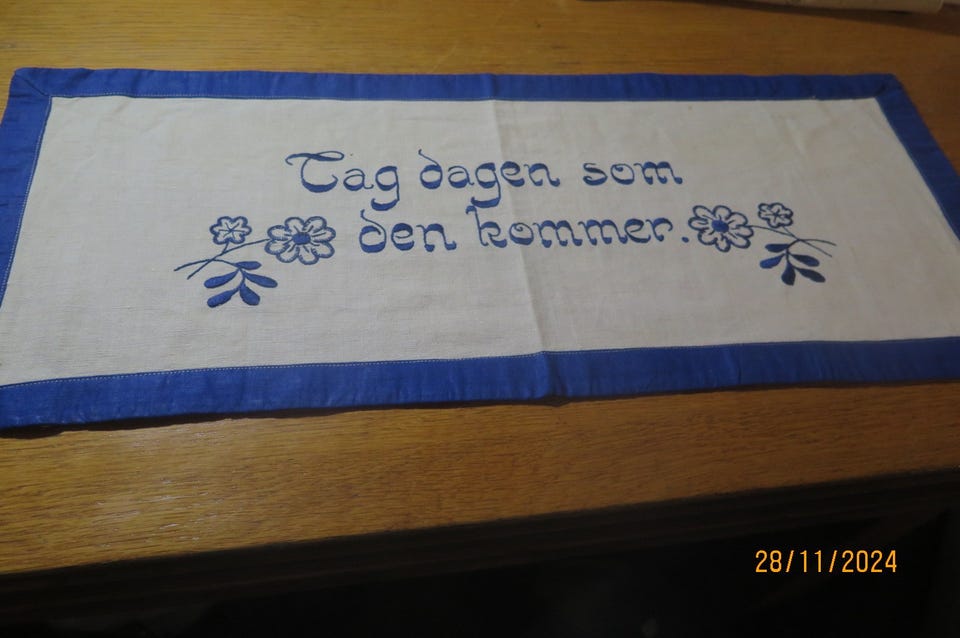 Tag dagen som
den kommer.
28/11/2024